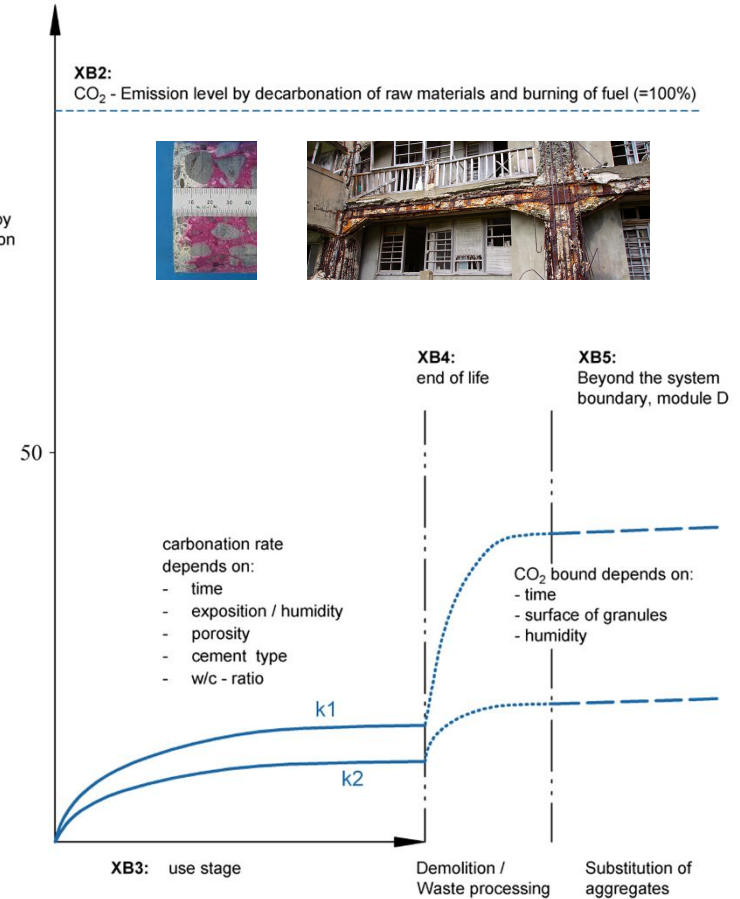 XB2:
CO₂ - Emission level by decarbonation of raw materials and burning of fuel (=100%)
by
on
10 20 30 40
XB4:
end of life
XB5:
Beyond the system
boundary, module D
50
carbonation rate
depends on:
- time
- exposition / humidity
- porosity
- cement type
- w/c - ratio
CO₂ bound depends on:
- time
- surface of granules
- humidity
k1
k2
XB3: use stage
Demolition /
Waste processing
Substitution of
aggregates